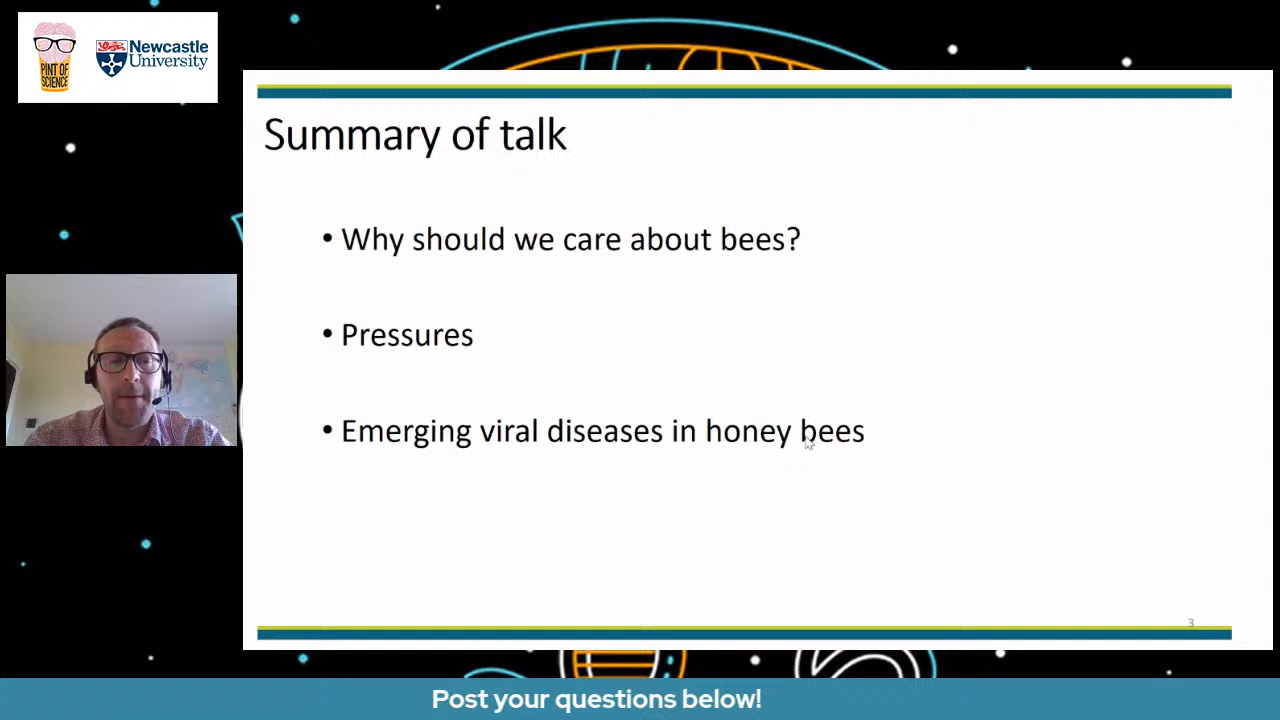 PINT OF
SCIENCE
Newcastle
University
Summary of talk
• Why should we care about bees?
• Pressures
• Emerging viral diseases in honey bees
3
Post your questions below!